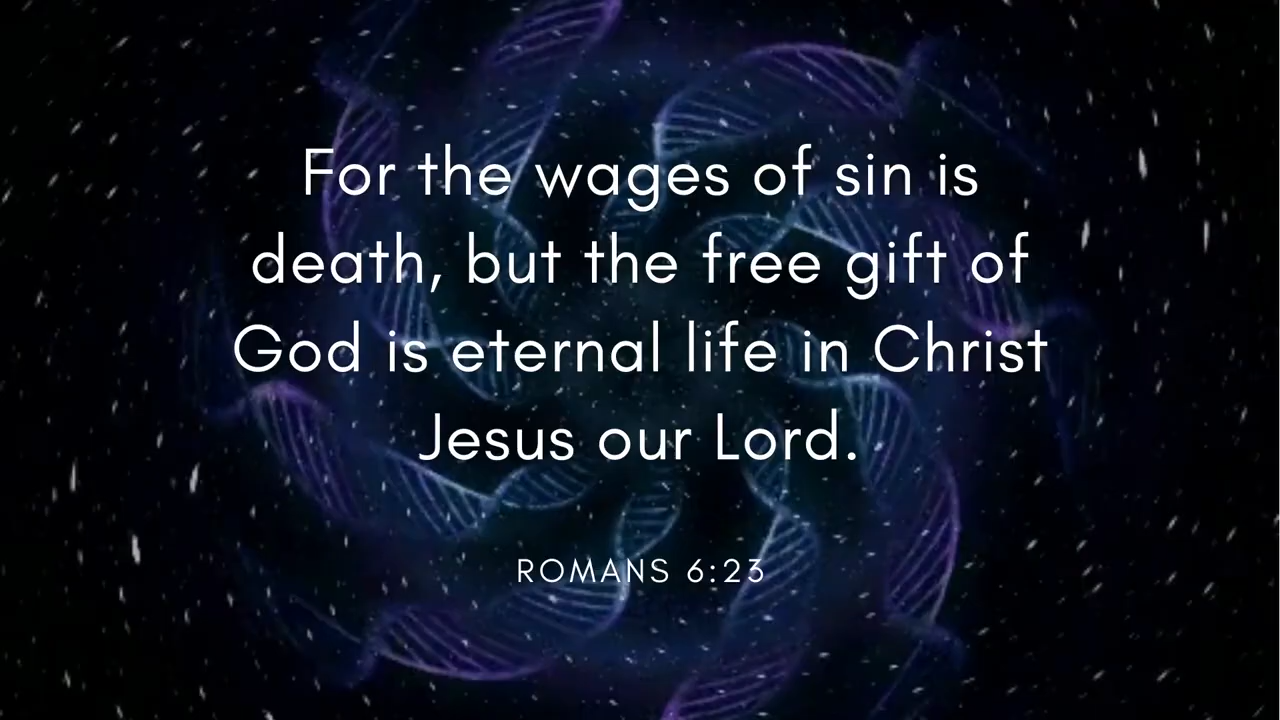 For the wages of sin is
death, but the free gift of
God is eternal life in Christ
Jesus our Lord.
ROMANS 6:23